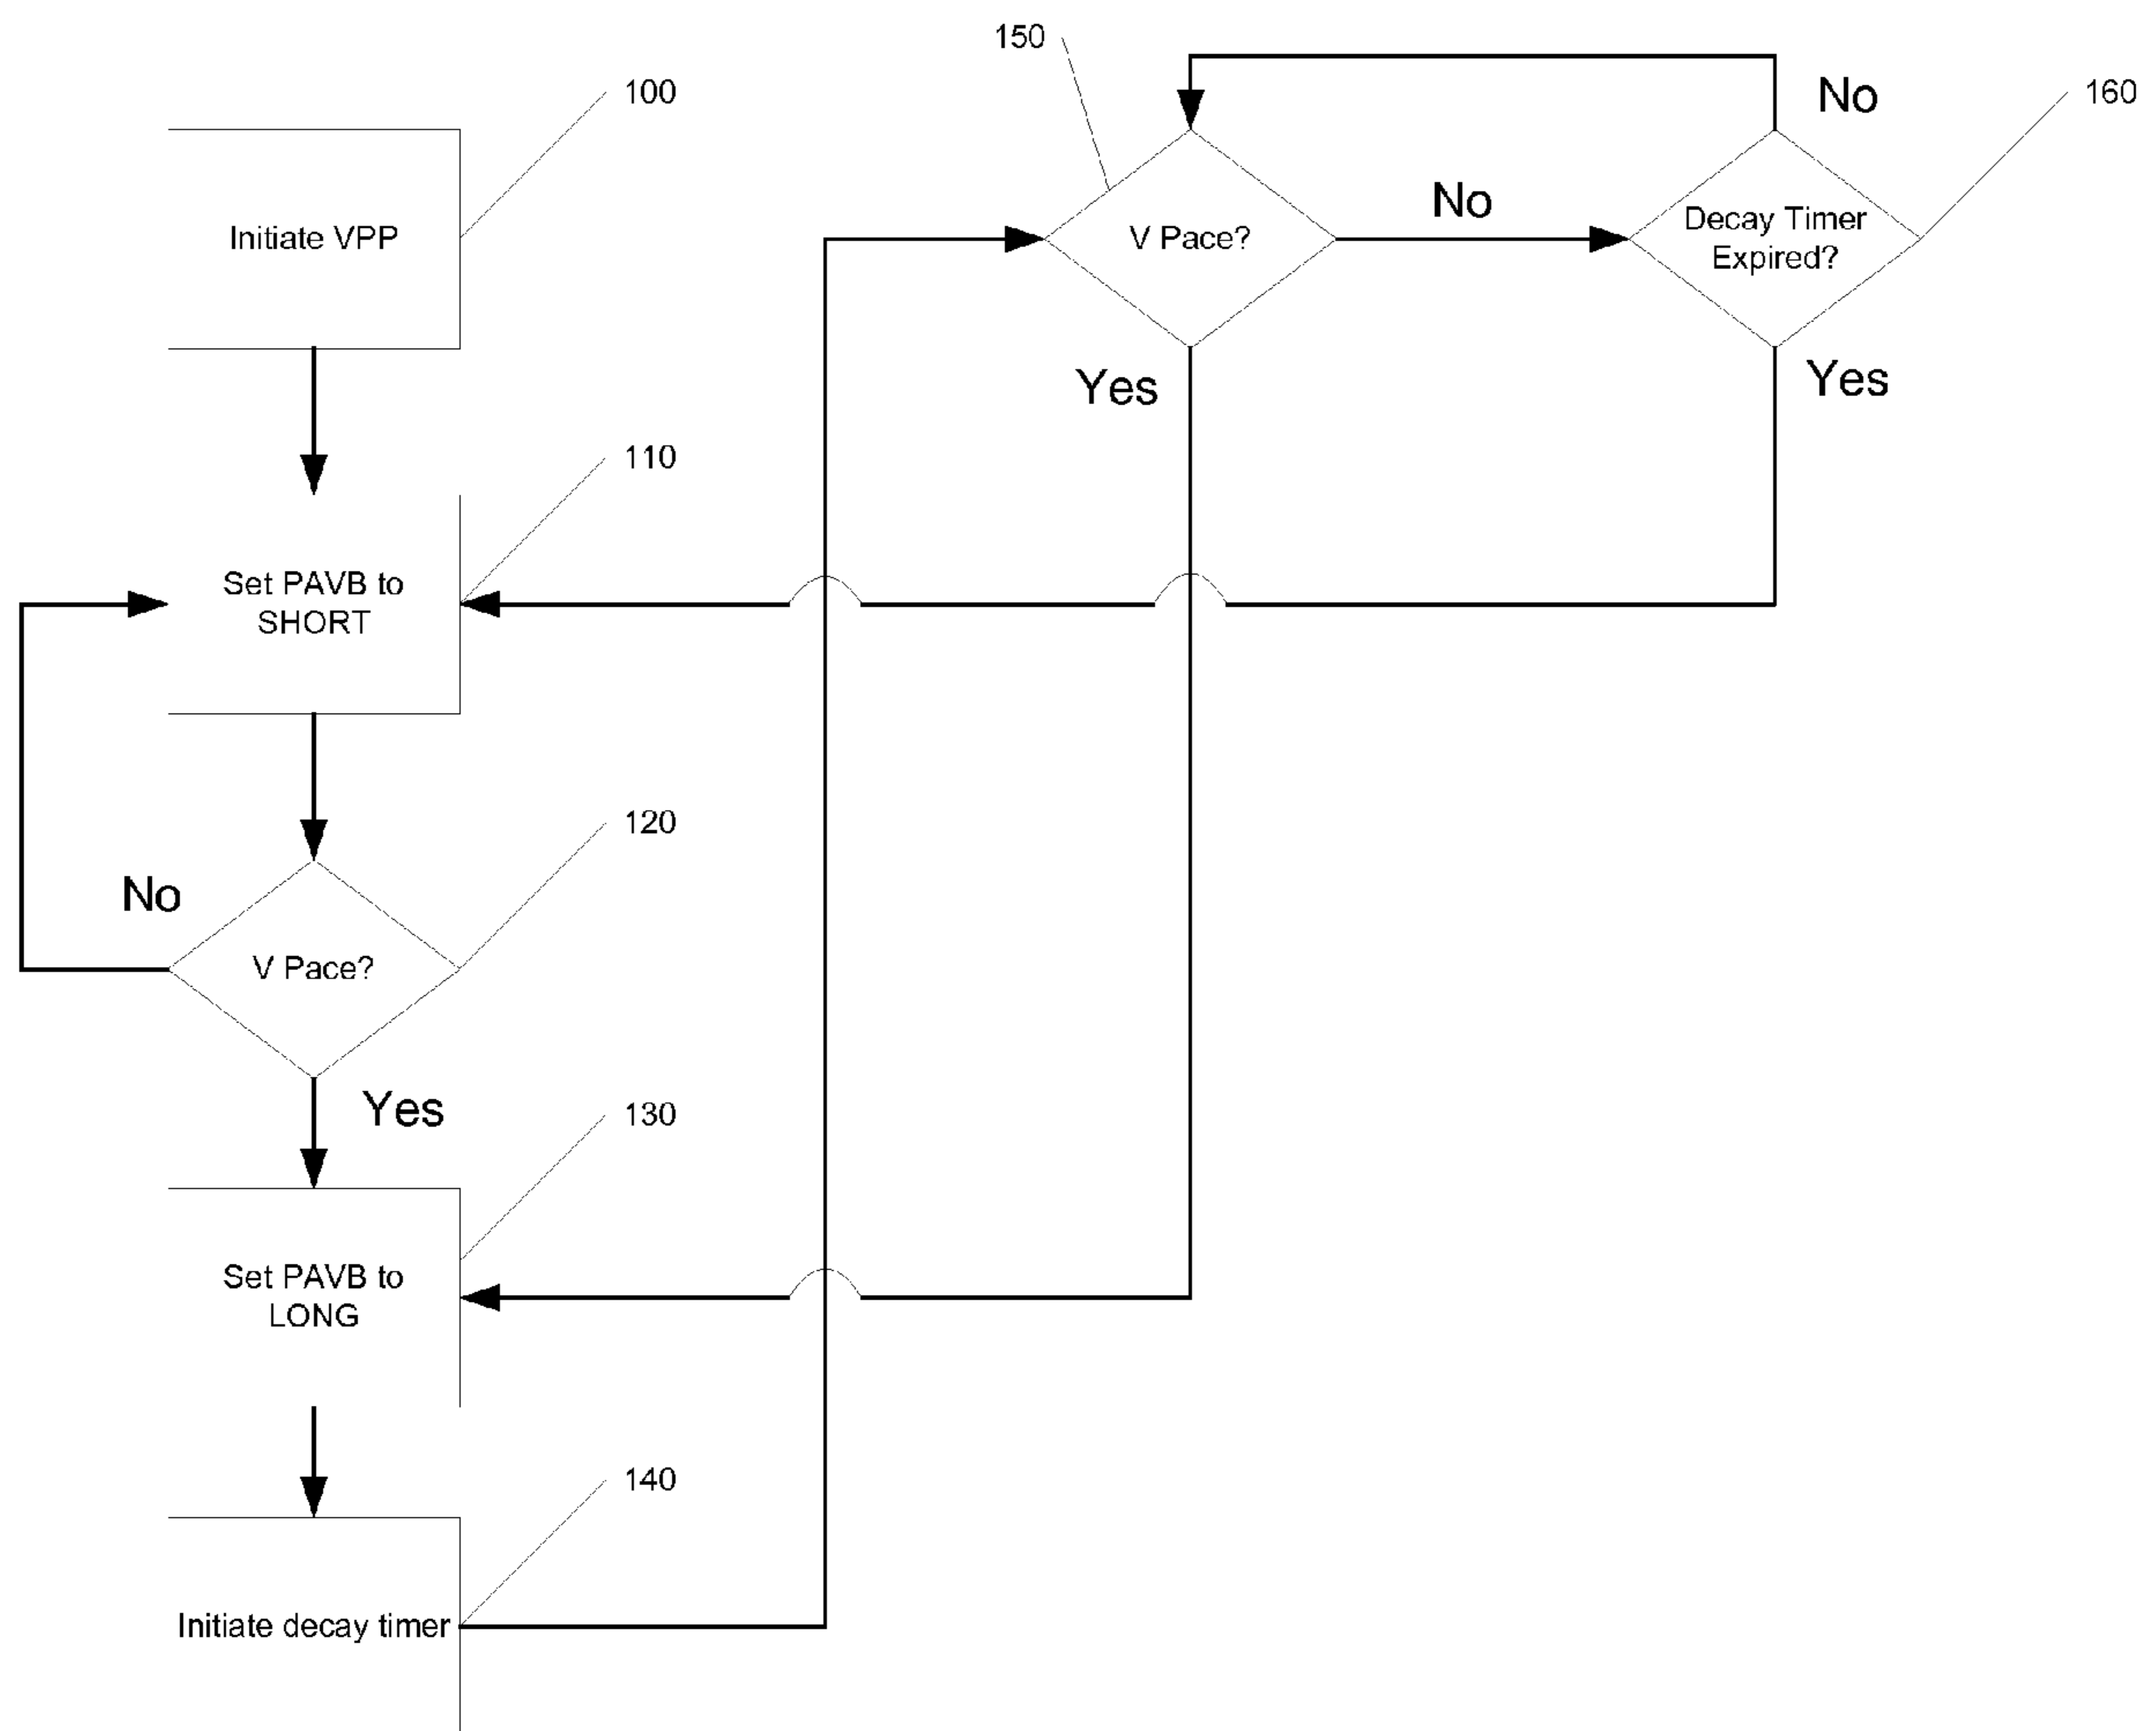 150
No
160
100
Initiate VPP
V Pace?
No
Decay Timer
Expired?
Yes
Yes
110
Set PAVB to
SHORT
120
No
V Pace?
Yes
130
Set PAVB to
LONG
140
Initiate decay timer